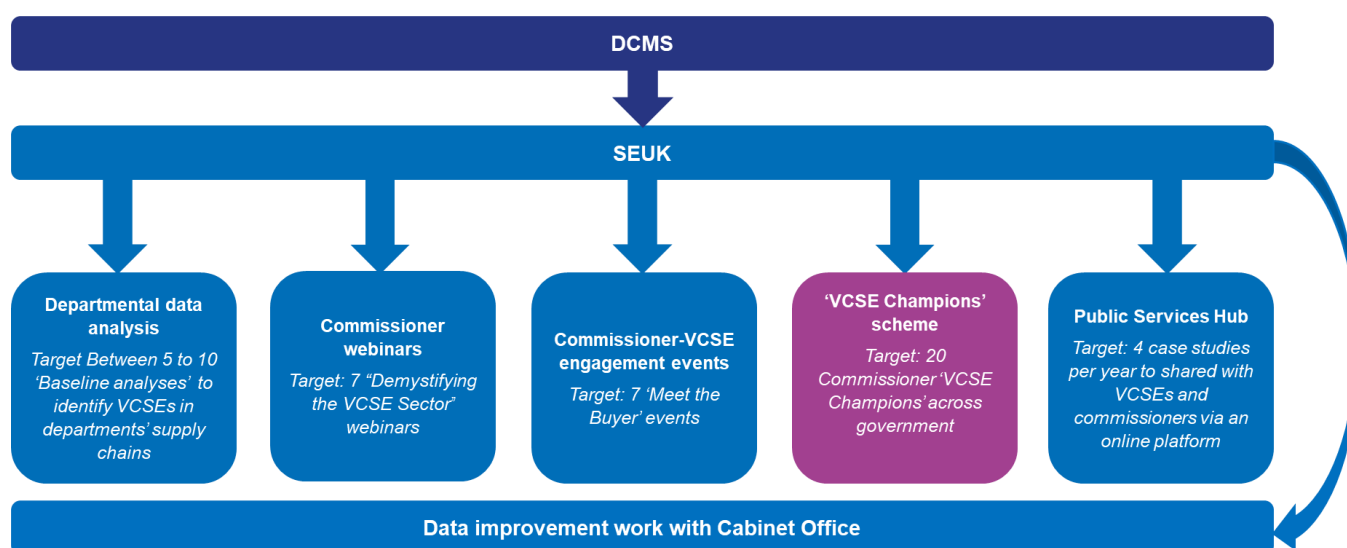 DCMS
SEUK
Departmental data
analysis
Target Between 5 to 10
‘Baseline analyses’ to
identify VCSEs in
departments’ supply
chains
Commissioner
webinars
Target: 7 “Demystifying
the VCSE Sector”
webinars
Commissioner-VCSE
engagement events
Target: 7 ‘Meet the
Buyer’ events
‘VCSE Champions’
scheme
Target: 20
Commissioner ‘VCSE
Champions’ across
government
Public Services Hub
Target: 4 case studies
per year to shared with
VCSEs and
commissioners via an
online platform
Data improvement work with Cabinet Office